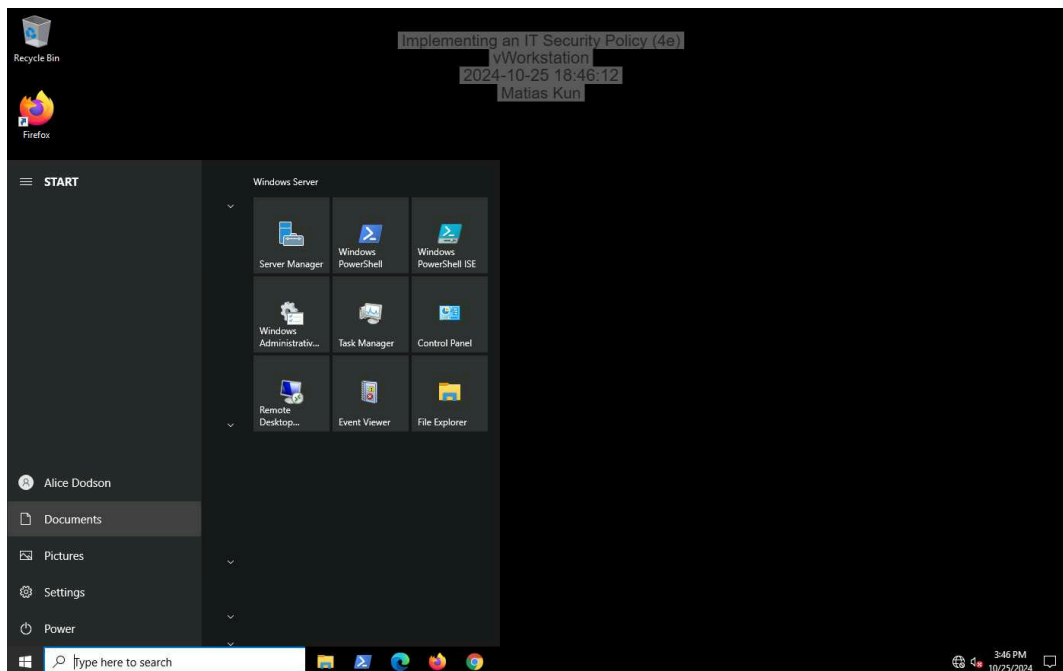 Recycle Bin
Implementing an IT Security Policy (4e)
vWorkstation
2024-10-25 18:46:12
Matias Kun
Firefox
START
Windows Server
Server Manager
Windows
PowerShell
Windows
PowerShell ISE
Windows
Administrativ...
Task Manager
Control Panel
Remote
Desktop...
Event Viewer
File Explorer
Alice Dodson
Documents
Pictures
Settings
Power
Type here to search
3:46 PM
10/25/2024